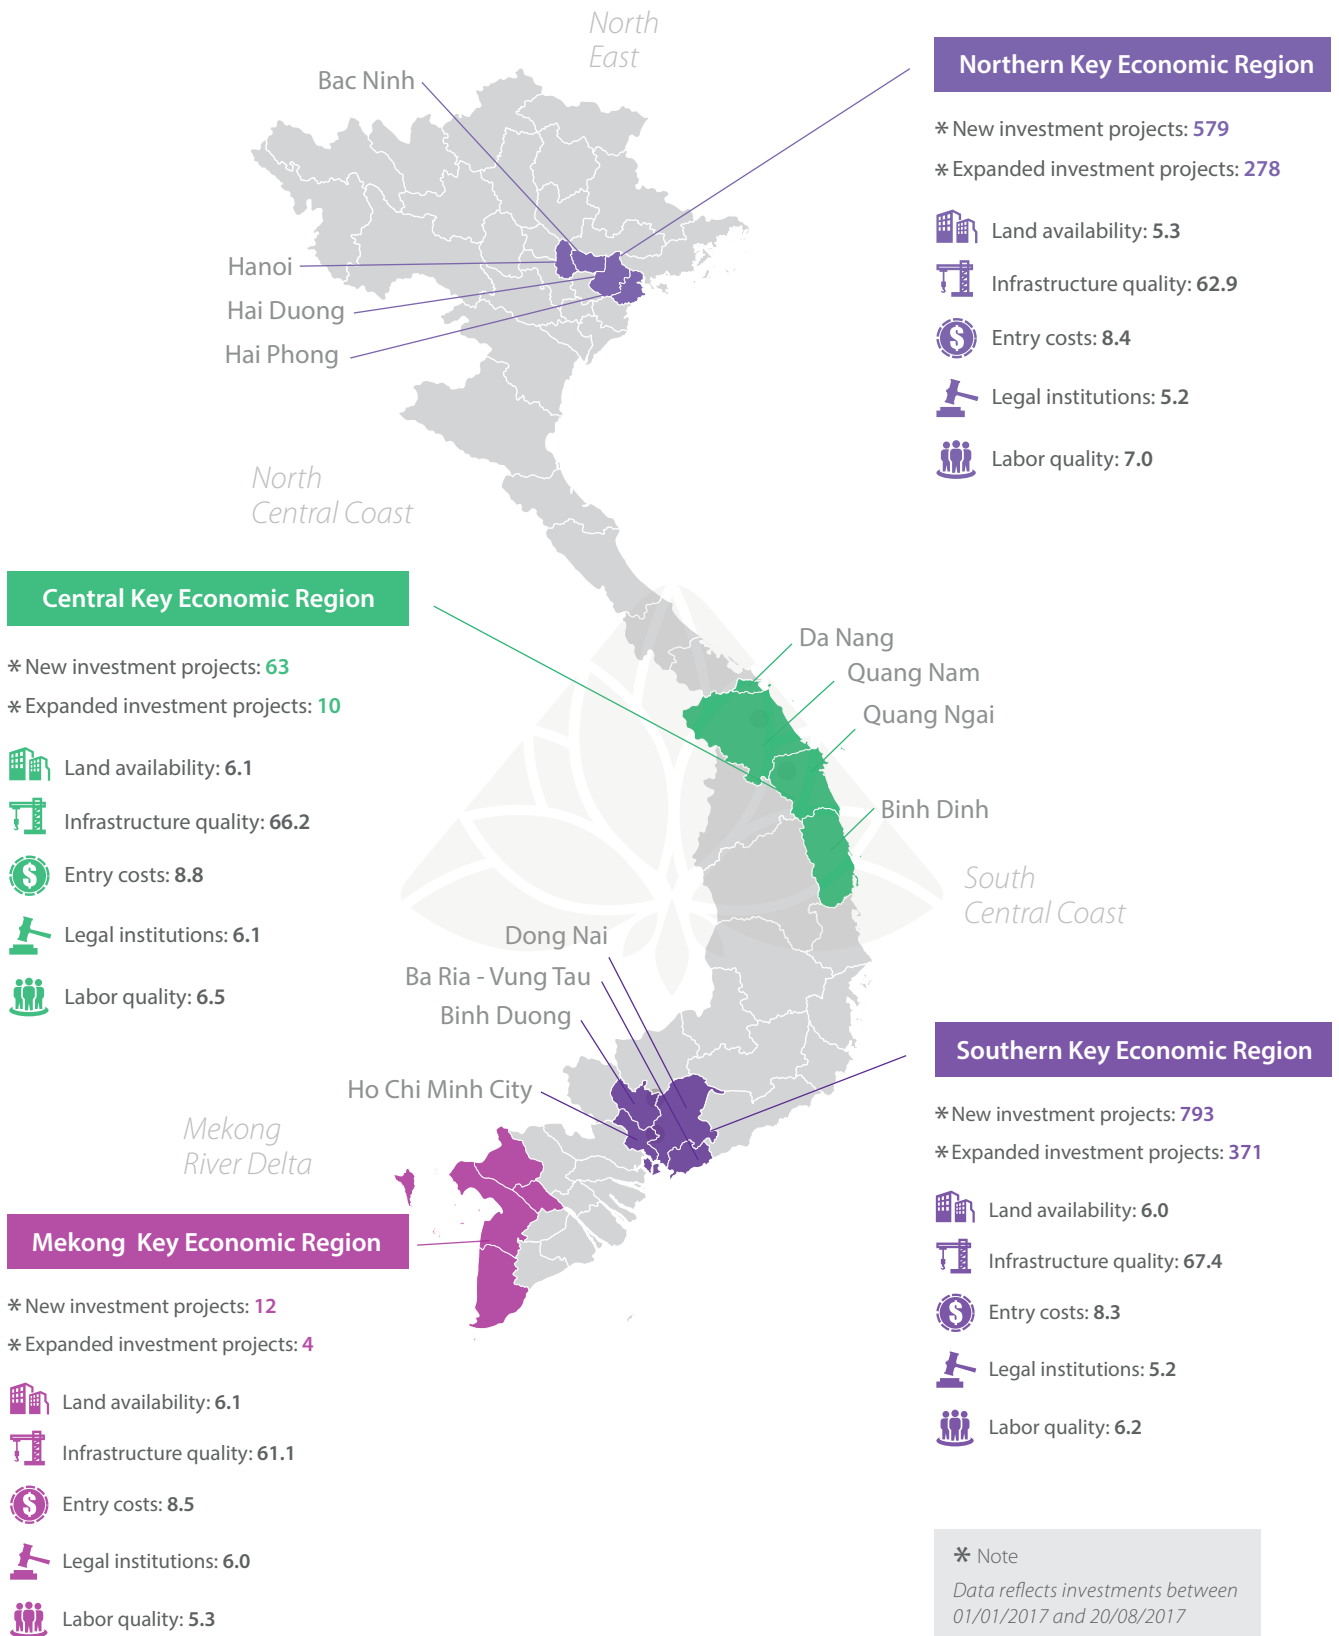 North
East
Bac Ninh
Hanoi
Hai Duong
Hai Phong
Northern Key Economic Region
* New investment projects: 579
* Expanded investment projects: 278
Land availability: 5.3
Infrastructure quality: 62.9
Entry costs: 8.4
Legal institutions: 5.2
Labor quality: 7.0
North
Central Coast
Central Key Economic Region
* New investment projects: 63
* Expanded investment projects: 10
Land availability: 6.1
Infrastructure quality: 66.2
Entry costs: 8.8
Legal institutions: 6.1
Labor quality: 6.5
Da Nang
Quang Nam
Quang Ngai
Binh Dinh
South
Central Coast
Dong Nai
Ba Ria - Vung Tau
Binh Duong
Ho Chi Minh City
Southern Key Economic Region
* New investment projects: 793
* Expanded investment projects: 371
Land availability: 6.0
Infrastructure quality: 67.4
Entry costs: 8.3
Legal institutions: 5.2
Labor quality: 6.2
Mekong
River Delta
Mekong Key Economic Region
* New investment projects: 12
* Expanded investment projects: 4
Land availability: 6.1
Infrastructure quality: 61.1
Entry costs: 8.5
Legal institutions: 6.0
Labor quality: 5.3
* Note
Data reflects investments between
01/01/2017 and 20/08/2017